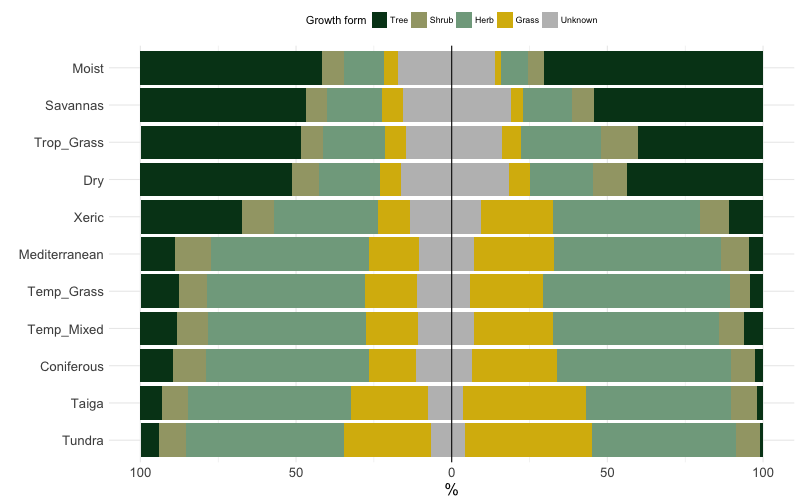 Growth form Tree Shrub Herb Grass Unknown
Moist
Savannas
Trop_Grass
Dry
Xeric
Mediterranean
Temp_Grass
Temp_Mixed
Coniferous
Taiga
Tundra
100 50 0 50 100
%